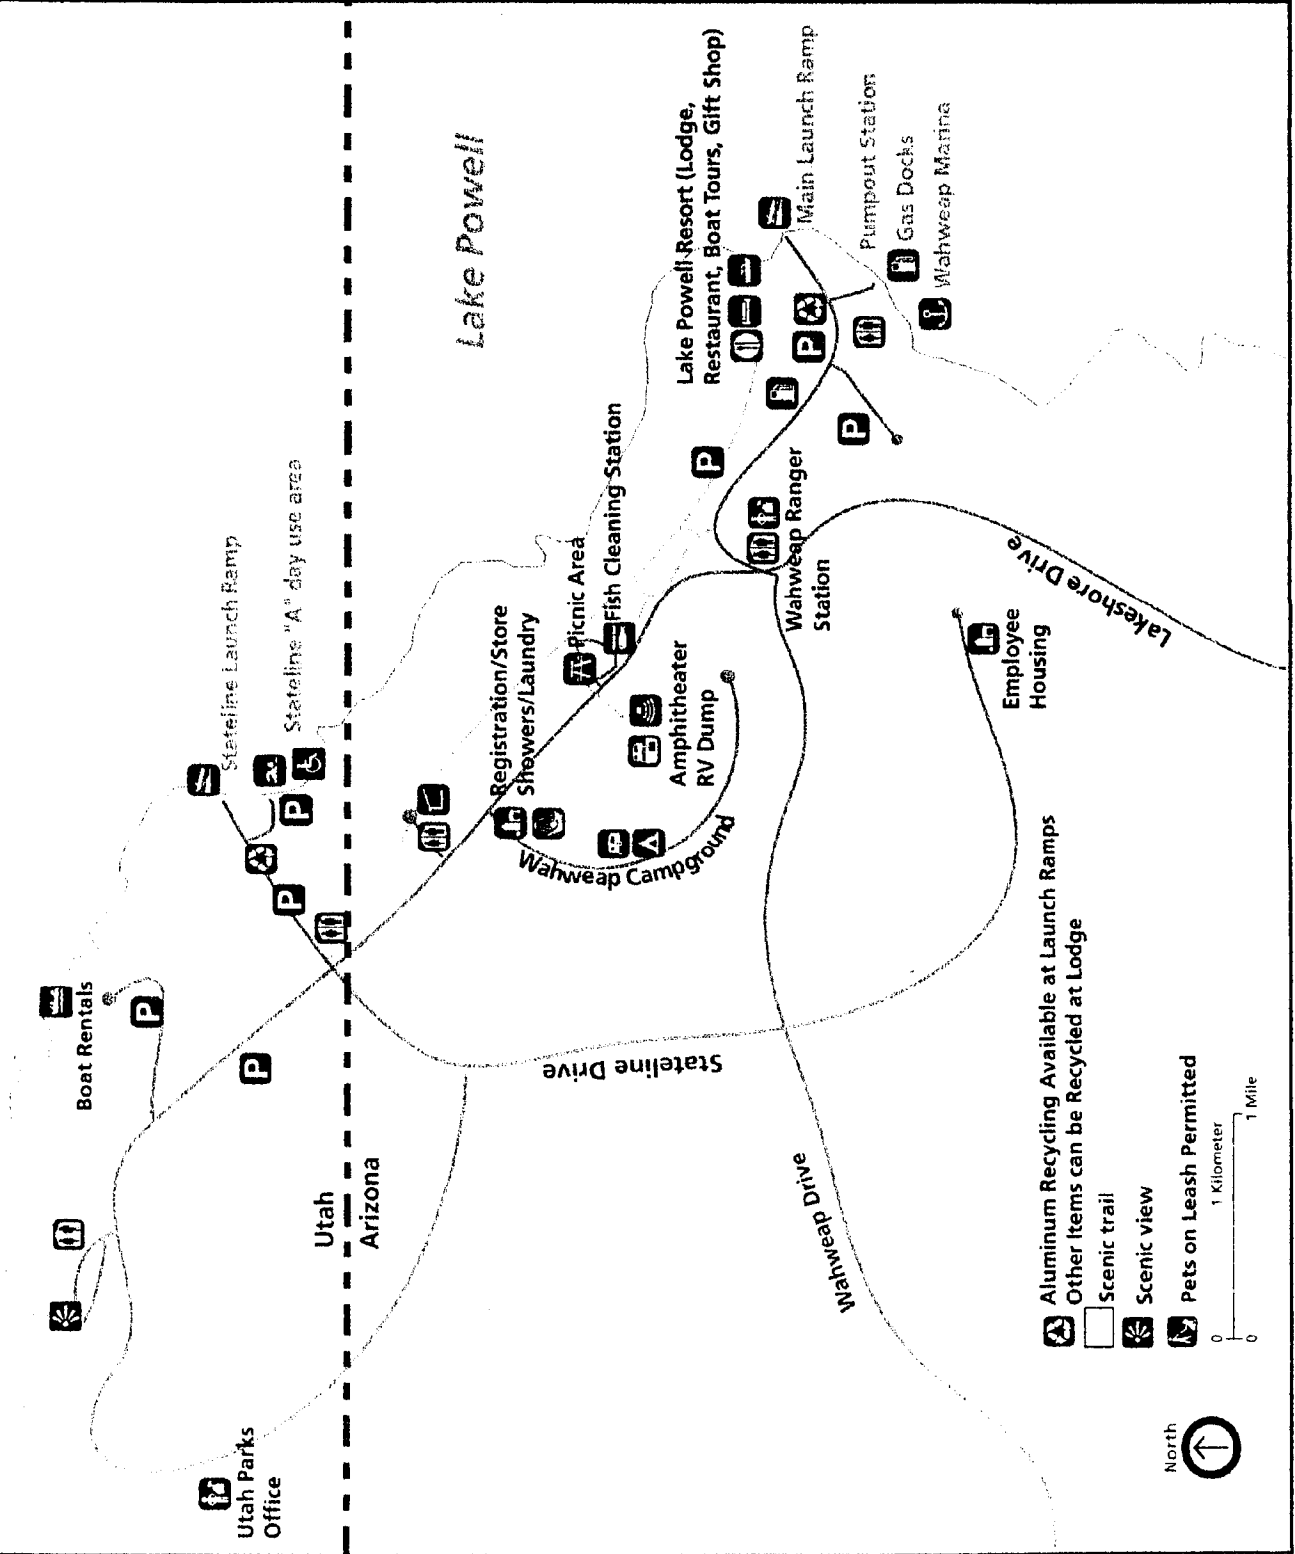 Boat Rentals
Utah Parks
Office
Utah
Arizona
Stateline Launch Ramp
Stateline "A" day use area
Lake Powell
Registration/Store
Showers/Laundry
Picnic Area
Fish Cleaning Station
Wahweap Campground
Amphitheater
RV Dump
Lake Powell Resort (Lodge,
Restaurant, Boat Tours, Gift Shop)
Main Launch Ramp
Pumpout Station
Gas Docks
Wahweap Marina
Wahweap Ranger
Station
Stateline Drive
Wahweap Drive
Lakeshore Drive
Employee
Housing
P
P
P
P
P
P
P
Aluminum Recycling Available at Launch Ramps
Other Items can be Recycled at Lodge
Scenic trail
Scenic view
Pets on Leash Permitted
North
0 1 Kilometer
0 1 Mile